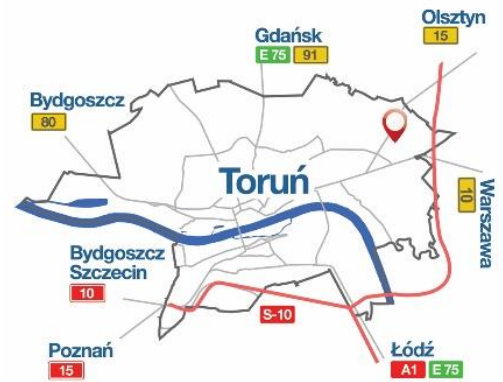 Olsztyn
15
Gdańsk
E 75 91
Bydgoszcz
80
Toruń
10
Warszawa
Bydgoszcz
Szczecin
10
S-10
Poznań
15
Łódź
A1 E 75